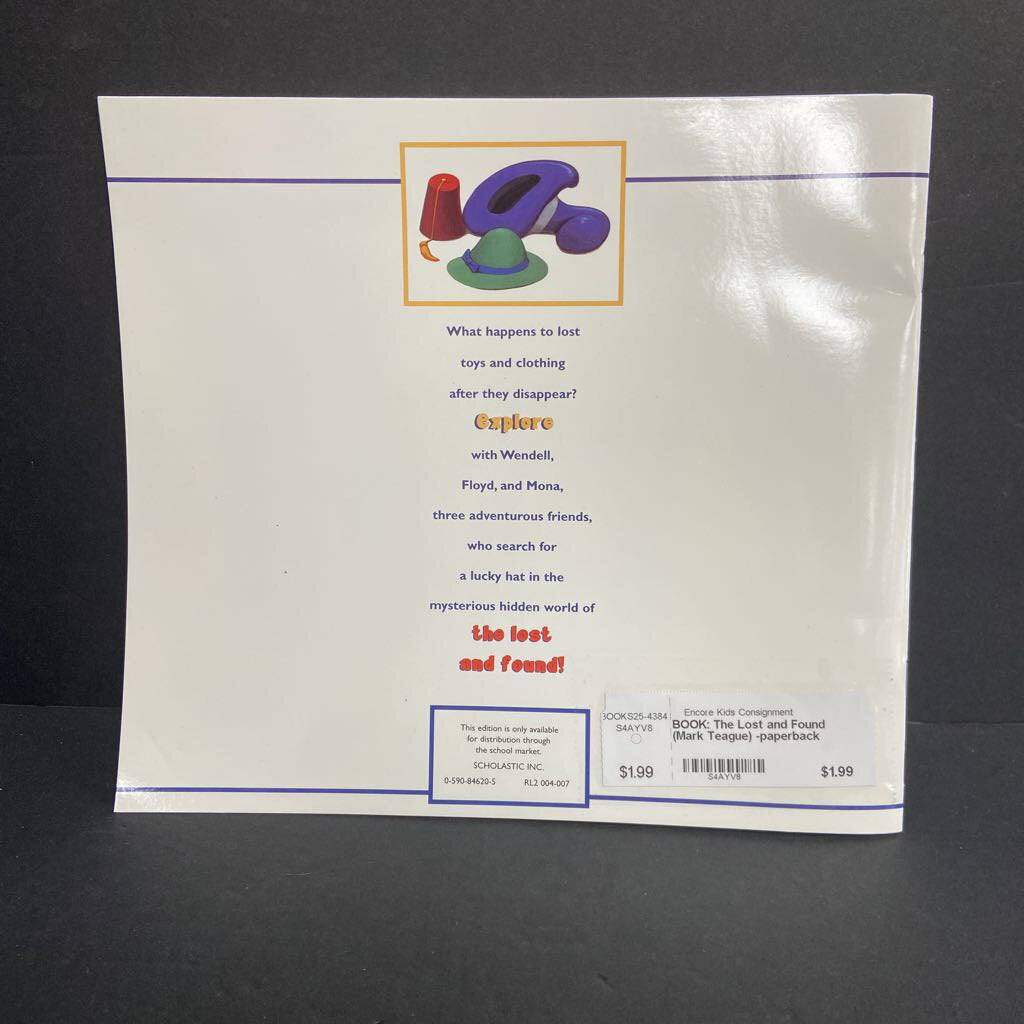 What happens to lost
toys and clothing
after they disappear?
Explore
with Wendell,
Floyd, and Mona,
three adventurous friends,
who search for
a lucky hat in the
mysterious hidden world of
the lost
and found!
This edition is only available
for distribution through
the school market.
SCHOLASTIC INC.
0-590-84620-5 RL2 004-007
BOOKS25-4384
S4AYV8
$1.99
Encore Kids Consignment
BOOK: The Lost and Found
(Mark Teague) -paperback
S4AYV8
$1.99